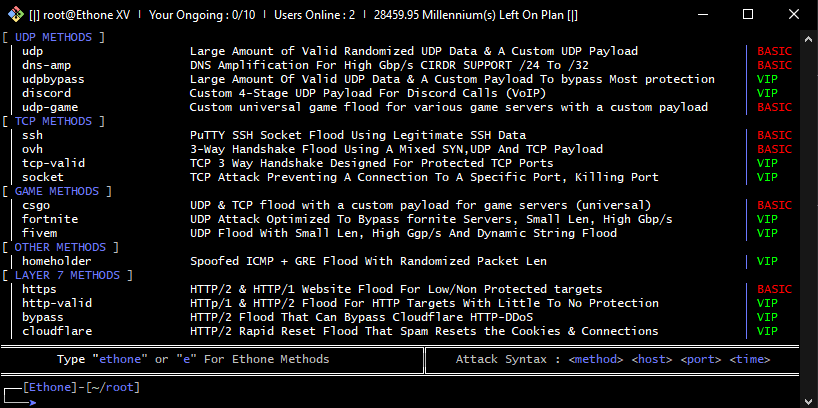 [|] root@Ethone XV | Your Ongoing : 0/10 | Users Online : 2 | 28459.95 Millennium(s) Left On Plan [|]
[ UDP METHODS ]
udp Large Amount of Valid Randomized UDP Data & A Custom UDP Payload BASIC
dns-amp DNS Amplification For High Gbp/s CIRDR SUPPORT /24 To /32 BASIC
udpbypass Large Amount Of Valid UDP Data & A Custom Payload To bypass Most protection VIP
discord Custom 4-Stage UDP Payload For Discord Calls (VoIP) VIP
udp-game Custom universal game flood for various game servers with a custom payload BASIC
[ TCP METHODS ]
ssh PuTTY SSH Socket Flood Using Legitimate SSH Data BASIC
ovh 3-Way Handshake Flood Using A Mixed SYN,UDP And TCP Payload BASIC
tcp-valid TCP 3 Way Handshake Designed For Protected TCP Ports VIP
socket TCP Attack Preventing A Connection To A Specific Port, Killing Port VIP
[ GAME METHODS ]
csgo UDP & TCP flood with a custom payload for game servers (universal) BASIC
fortnite UDP Attack Optimized To Bypass fornite Servers, Small Len, High Gbp/s VIP
fivem UDP Flood With Small Len, High Ggp/s And Dynamic String Flood VIP
[ OTHER METHODS ]
homeholder Spoofed ICMP + GRE Flood With Randomized Packet Len VIP
[ LAYER 7 METHODS ]
https HTTP/2 & HTTP/1 Website Flood For Low/Non Protected targets BASIC
http-valid HTTp/1 & HTTP/2 Flood For HTTP Targets With Little To No Protection VIP
bypass HTTP/2 Flood That Can Bypass Cloudflare HTTP-DDoS VIP
cloudflare HTTP/2 Rapid Reset Flood That Spam Resets the Cookies & Connections VIP
Type "ethone" or "e" For Ethone Methods Attack Syntax : <method> <host> <port> <time>
[Ethone]-[~/root]